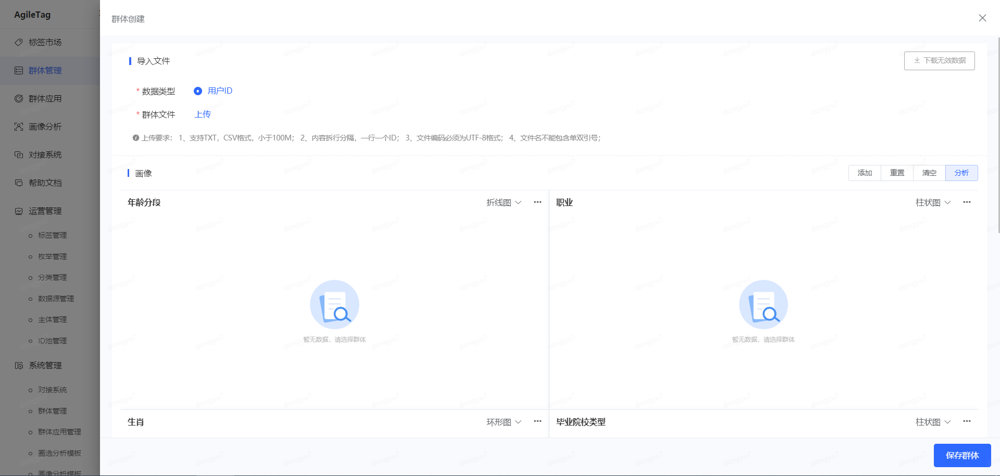 AgileTag
标签市场
群体管理
群体应用
画像分析
对接系统
帮助文档
运营管理
标签管理
枚举管理
分类管理
数据源管理
主体管理
ID池管理
系统管理
对接系统
群体管理
群体应用管理
圈选分析模板
画像分析模板
群体创建
导入文件
下载无效数据
* 数据类型 用户ID
* 群体文件 上传
上传要求： 1、支持TXT，CSV格式，小于100M； 2、内容拆行分隔，一行一个ID； 3、文件编码必须为UTF-8格式； 4、文件名不能包含单双引号；
画像
添加 重置 清空 分析
年龄分段 折线图
职业 柱状图
暂无数据，请选择群体
暂无数据，请选择群体
生肖 环形图
毕业院校类型 柱状图
保存群体
dongyu7